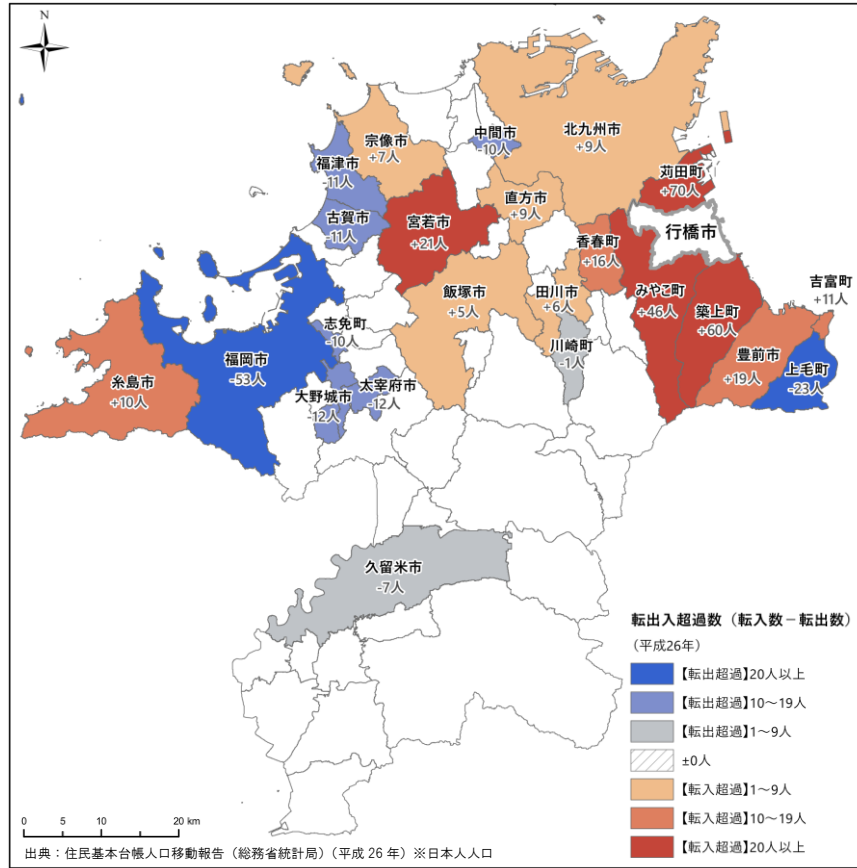 N
宗像市
+7人
中間市
-10人
北九州市
+9人
福津市
-11人
苅田町
+70人
古賀市
-11人
宮若市
+21人
直方市
+9人
香春町
+16人
行橋市
吉富町
+11人
みやこ町
+46人
築上町
+60人
飯塚市
+5人
田川市
+6人
志免町
-10人
川崎町
-1人
豊前市
+19人
上毛町
-23人
福岡市
-53人
糸島市
+10人
大野城市
-12人
太宰府市
-12人
久留米市
-7人
転出入超過数(転入数-転出数)
(平成26年)
【転出超過】20人以上
【転出超過】10~19人
【転出超過】1~9人
±0人
【転入超過】1~9人
【転入超過】10~19人
【転入超過】20人以上
0 5 10 20 km
出典:住民基本台帳人口移動報告(総務省統計局)(平成 26 年)※日本人人口